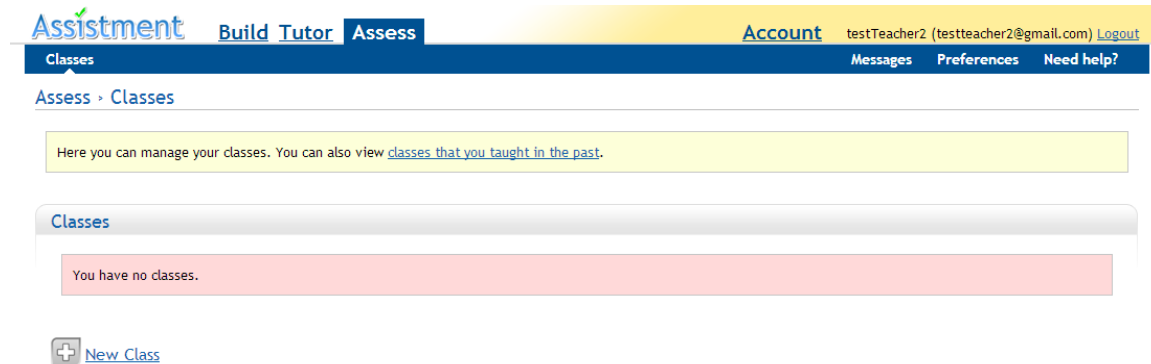 Assistment Build Tutor Assess Account testTeacher2 (testteacher2@gmail.com) Logout
Classes Messages Preferences Need help?
Assess › Classes
Here you can manage your classes. You can also view classes that you taught in the past.
Classes
You have no classes.
New Class